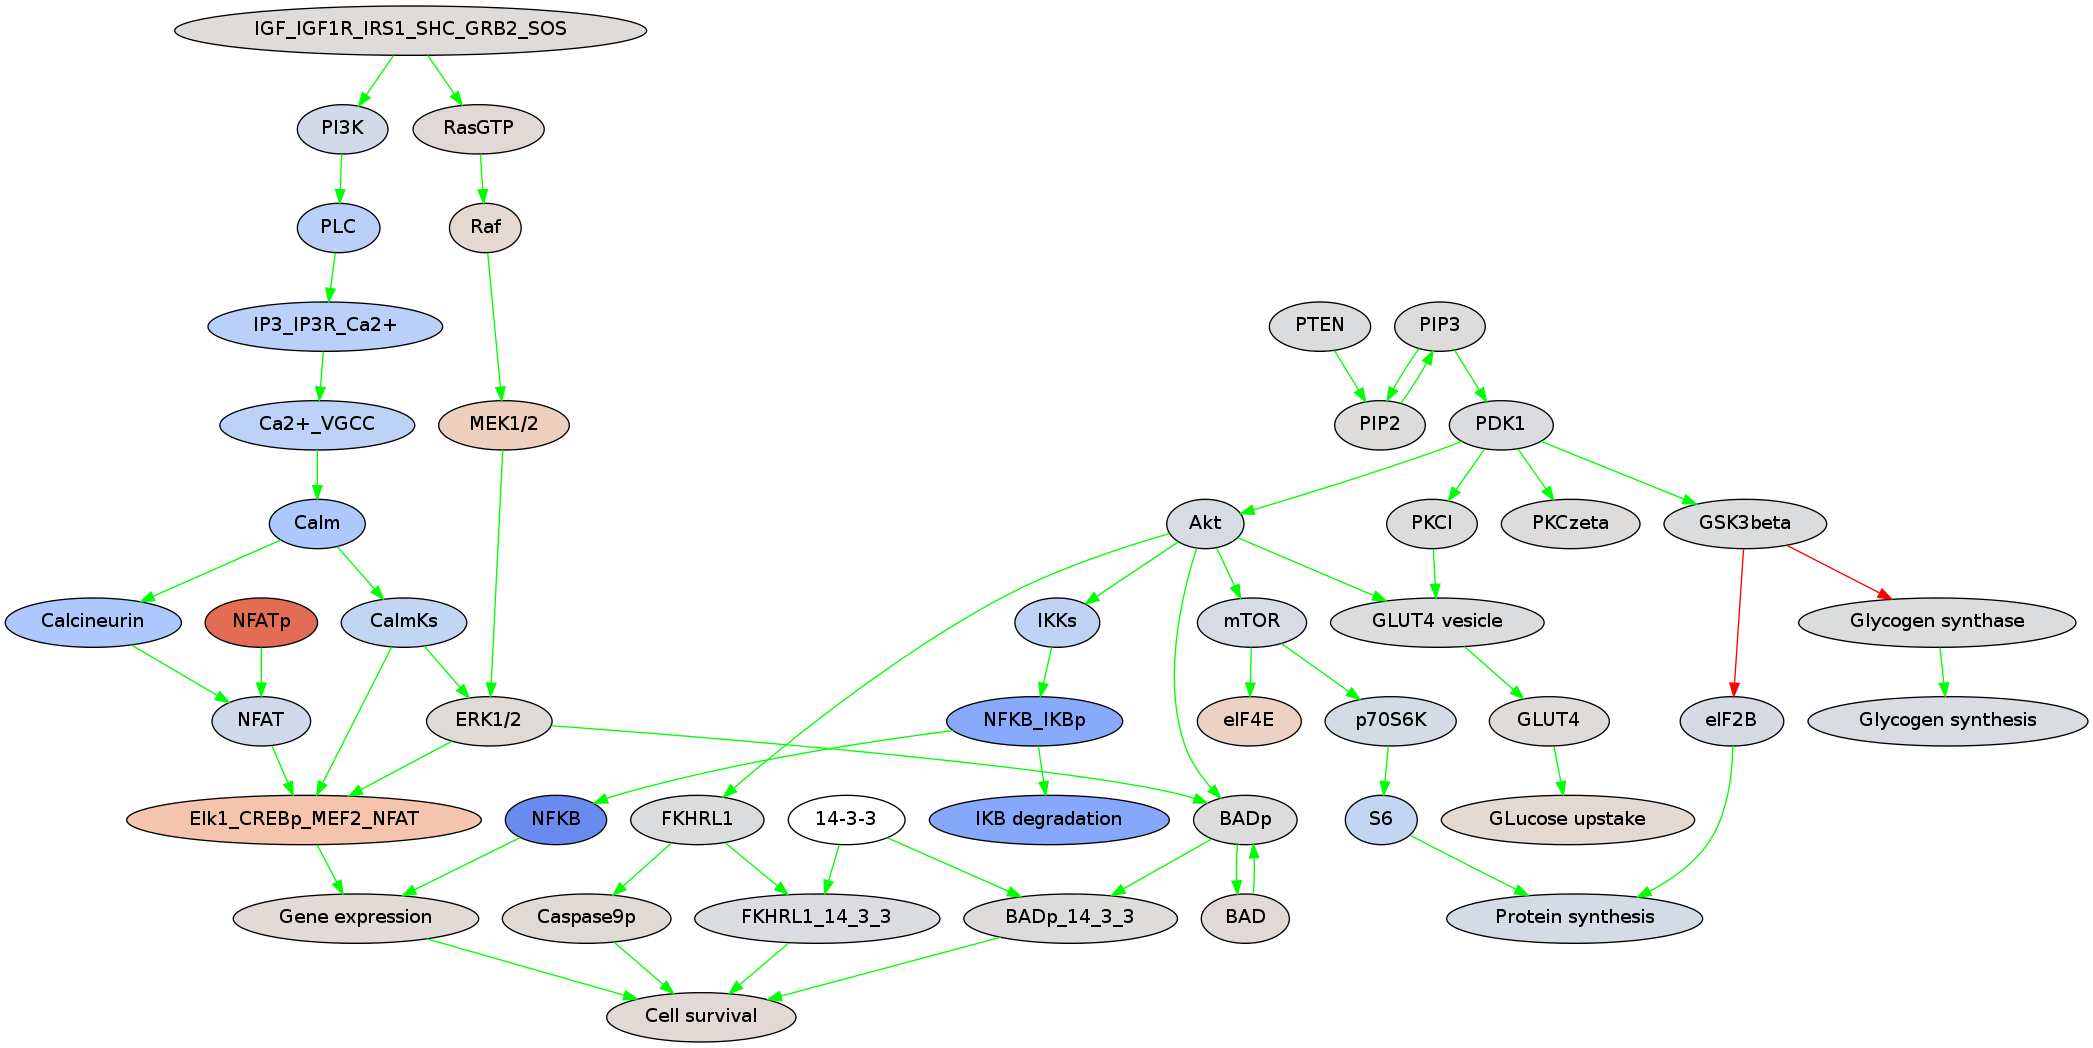 IGF_IGF1R_IRS1_SHC_GRB2_SOS
PI3K
RasGTP
PLC
Raf
IP3_IP3R_Ca2+
PTEN
PIP3
Ca2+_VGCC
MEK1/2
PIP2
PDK1
Calm
Akt
PKCI
PKCzeta
GSK3beta
Calcineurin
NFATp
CalmKs
IKKs
mTOR
GLUT4 vesicle
Glycogen synthase
NFAT
ERK1/2
NFKB_IKBp
eIF4E
p70S6K
GLUT4
eIF2B
Glycogen synthesis
Elk1_CREBp_MEF2_NFAT
NFKB
FKHRL1
14-3-3
IKB degradation
BADp
S6
GLucose upstake
Gene expression
Caspase9p
FKHRL1_14_3_3
BADp_14_3_3
BAD
Protein synthesis
Cell survival